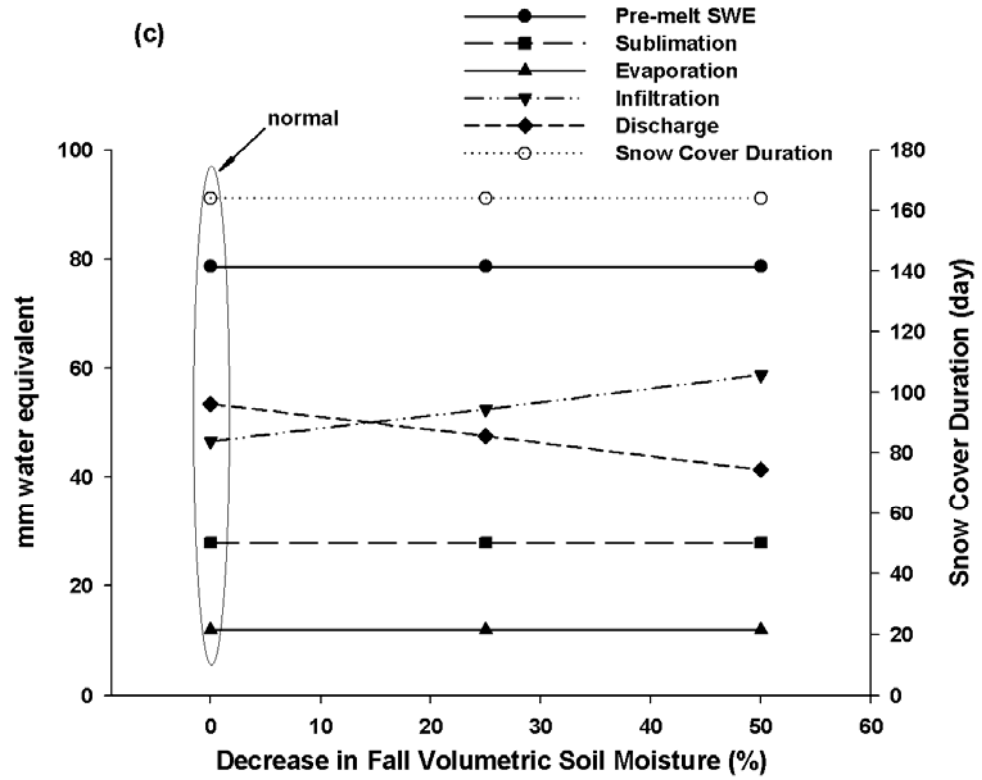 (c)
Pre-melt SWE
Sublimation
Evaporation
Infiltration
Discharge
Snow Cover Duration
normal
100
80
60
40
20
0
mm water equivalent
180
160
140
120
100
80
60
40
20
0
Snow Cover Duration (day)
0 10 20 30 40 50 60
Decrease in Fall Volumetric Soil Moisture (%)